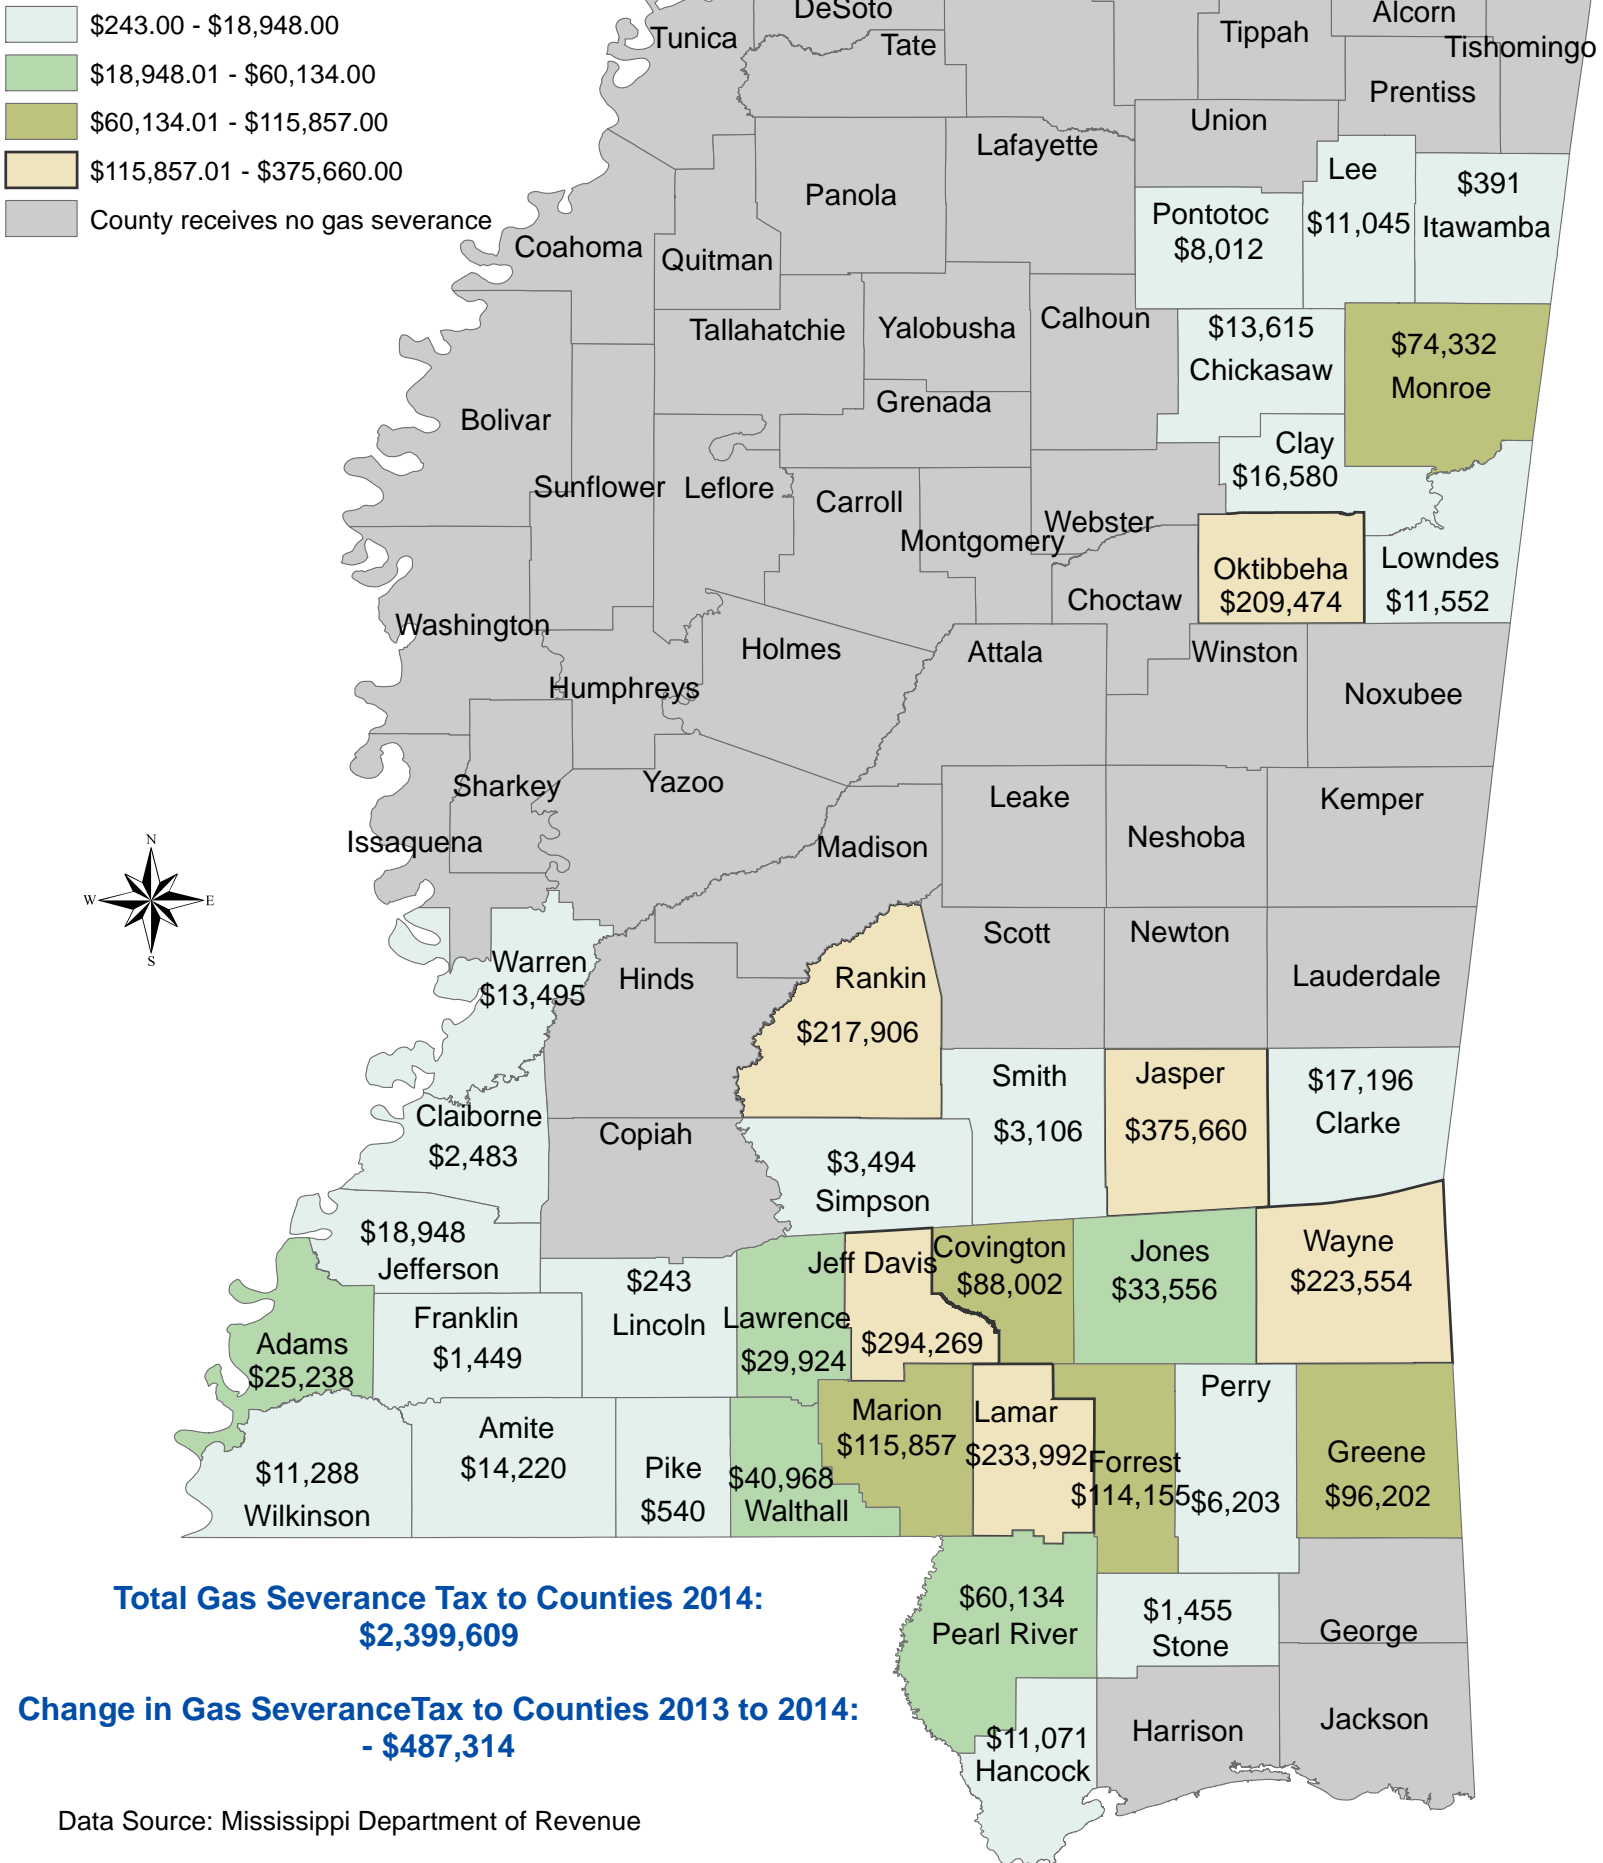 $243.00 - $18,948.00
$18,948.01 - $60,134.00
$60,134.01 - $115,857.00
$115,857.01 - $375,660.00
County receives no gas severance
DeSoto
Tunica
Tate
Tippah
Alcorn
Tishomingo
Prentiss
Union
Lafayette
Panola
Lee
$11,045
$391
Itawamba
Pontotoc
$8,012
Coahoma
Quitman
Tallahatchie
Yalobusha
Calhoun
$13,615
Chickasaw
$74,332
Monroe
Bolivar
Grenada
Clay
$16,580
Sunflower
Leflore
Carroll
Montgomery
Webster
Oktibbeha
$209,474
Lowndes
$11,552
Choctaw
Washington
Holmes
Attala
Winston
Humphreys
Noxubee
Sharkey
Yazoo
Leake
Kemper
Issaquena
Madison
Neshoba
N
W
E
S
Scott
Newton
Lauderdale
Warren
$13,495
Hinds
Rankin
$217,906
Smith
$3,106
Jasper
$375,660
$17,196
Clarke
Claiborne
$2,483
Copiah
$3,494
Simpson
$18,948
Jefferson
Jeff Davis
$294,269
Covington
$88,002
Jones
$33,556
Wayne
$223,554
$243
Lincoln
Lawrence
$29,924
Franklin
$1,449
Adams
$25,238
Perry
$6,203
Marion
$115,857
Lamar
$233,992
Forrest
$114,155
Greene
$96,202
Amite
$14,220
Pike
$540
$40,968
Walthall
$11,288
Wilkinson
$60,134
Pearl River
$1,455
Stone
George
$11,071
Hancock
Harrison
Jackson
Total Gas Severance Tax to Counties 2014:
$2,399,609
Change in Gas SeveranceTax to Counties 2013 to 2014:
- $487,314
Data Source: Mississippi Department of Revenue